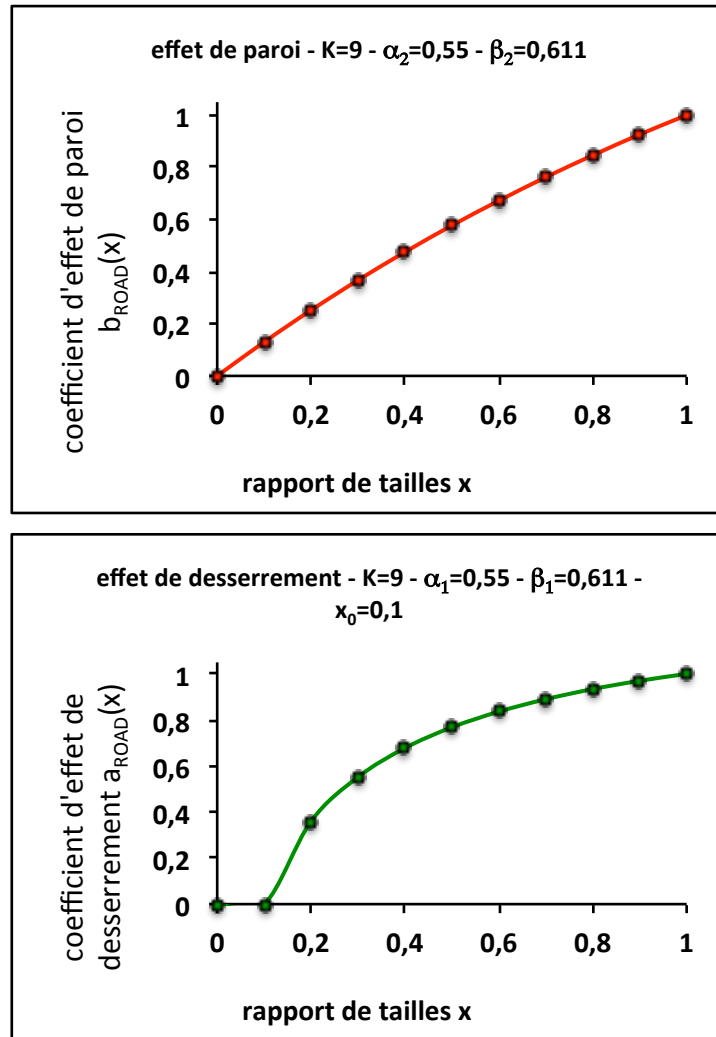 effet de paroi - K=9 - α₂=0,55 - β₂=0,611
coefficient d'effet de paroi
b_ROAD(x)
1
0,8
0,6
0,4
0,2
0
0 0,2 0,4 0,6 0,8 1
rapport de tailles x
effet de desserrement - K=9 - α₁=0,55 - β₁=0,611 -
x₀=0,1
coefficient d'effet de
desserrement a_ROAD(x)
1
0,8
0,6
0,4
0,2
0
0 0,2 0,4 0,6 0,8 1
rapport de tailles x